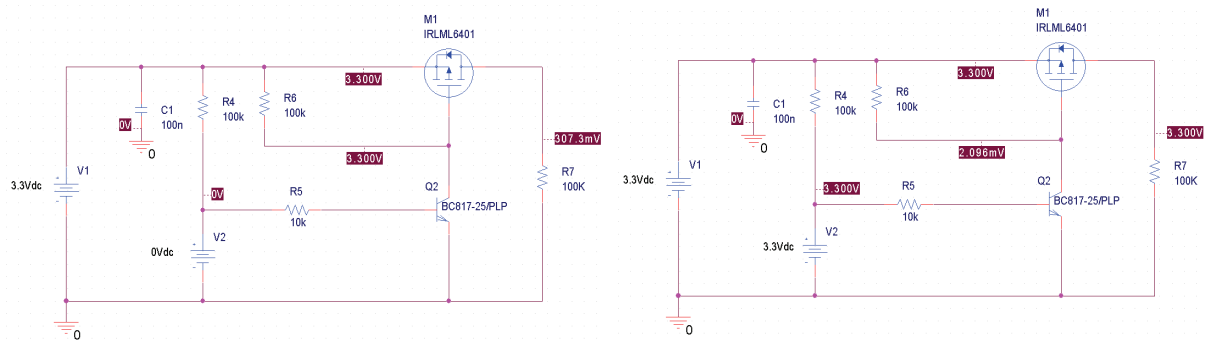 M1
IRLML6401
3.300V
R4
100k
R6
100k
C1
100n
0V
0
307.3mV
3.300V
V1
3.3Vdc
R7
100K
0V
R5
10k
Q2
BC817-25/PLP
V2
0Vdc
0
M1
IRLML6401
3.300V
R4
100k
R6
100k
C1
100n
0V
0
3.300V
2.096mV
V1
3.3Vdc
R7
100K
3.300V
R5
10k
Q2
BC817-25/PLP
V2
3.3Vdc
0